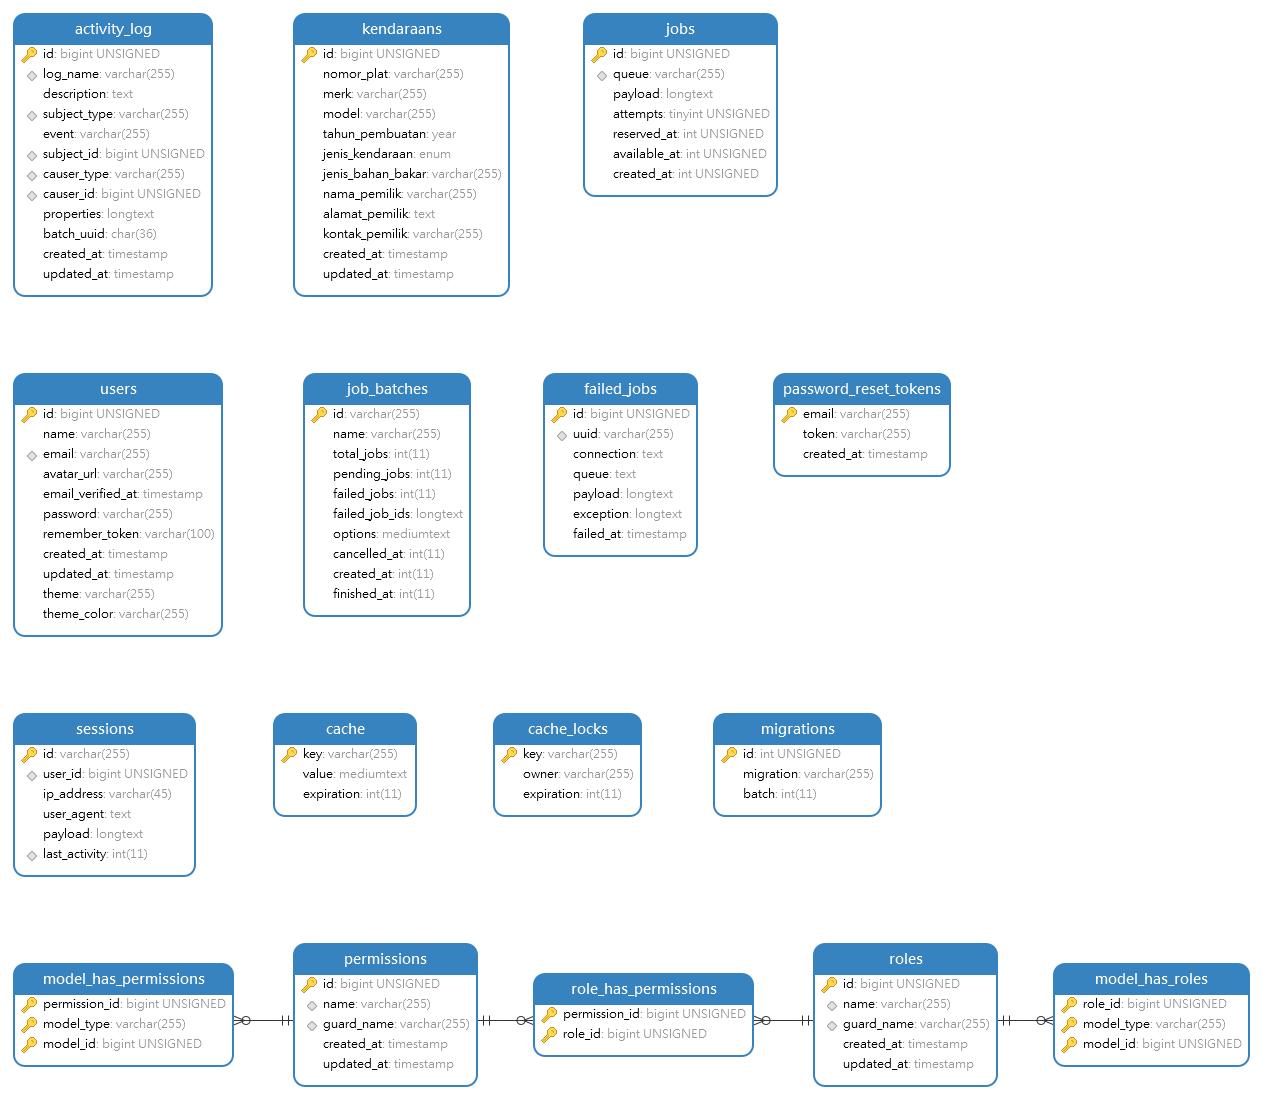 activity_log
id: bigint UNSIGNED
log_name: varchar(255)
description: text
subject_type: varchar(255)
event: varchar(255)
subject_id: bigint UNSIGNED
causer_type: varchar(255)
causer_id: bigint UNSIGNED
properties: longtext
batch_uuid: char(36)
created_at: timestamp
updated_at: timestamp
kendaraans
id: bigint UNSIGNED
nomor_plat: varchar(255)
merk: varchar(255)
model: varchar(255)
tahun_pembuatan: year
jenis_kendaraan: enum
jenis_bahan_bakar: varchar(255)
nama_pemilik: varchar(255)
alamat_pemilik: text
kontak_pemilik: varchar(255)
created_at: timestamp
updated_at: timestamp
jobs
id: bigint UNSIGNED
queue: varchar(255)
payload: longtext
attempts: tinyint UNSIGNED
reserved_at: int UNSIGNED
available_at: int UNSIGNED
created_at: int UNSIGNED
users
id: bigint UNSIGNED
name: varchar(255)
email: varchar(255)
avatar_url: varchar(255)
email_verified_at: timestamp
password: varchar(255)
remember_token: varchar(100)
created_at: timestamp
updated_at: timestamp
theme: varchar(255)
theme_color: varchar(255)
job_batches
id: varchar(255)
name: varchar(255)
total_jobs: int(11)
pending_jobs: int(11)
failed_jobs: int(11)
failed_job_ids: longtext
options: mediumtext
cancelled_at: int(11)
created_at: int(11)
finished_at: int(11)
failed_jobs
id: bigint UNSIGNED
uuid: varchar(255)
connection: text
queue: text
payload: longtext
exception: longtext
failed_at: timestamp
password_reset_tokens
email: varchar(255)
token: varchar(255)
created_at: timestamp
sessions
id: varchar(255)
user_id: bigint UNSIGNED
ip_address: varchar(45)
user_agent: text
payload: longtext
last_activity: int(11)
cache
key: varchar(255)
value: mediumtext
expiration: int(11)
cache_locks
key: varchar(255)
owner: varchar(255)
expiration: int(11)
migrations
id: int UNSIGNED
migration: varchar(255)
batch: int(11)
model_has_permissions
permission_id: bigint UNSIGNED
model_type: varchar(255)
model_id: bigint UNSIGNED
permissions
id: bigint UNSIGNED
name: varchar(255)
guard_name: varchar(255)
created_at: timestamp
updated_at: timestamp
role_has_permissions
permission_id: bigint UNSIGNED
role_id: bigint UNSIGNED
roles
id: bigint UNSIGNED
name: varchar(255)
guard_name: varchar(255)
created_at: timestamp
updated_at: timestamp
model_has_roles
role_id: bigint UNSIGNED
model_type: varchar(255)
model_id: bigint UNSIGNED